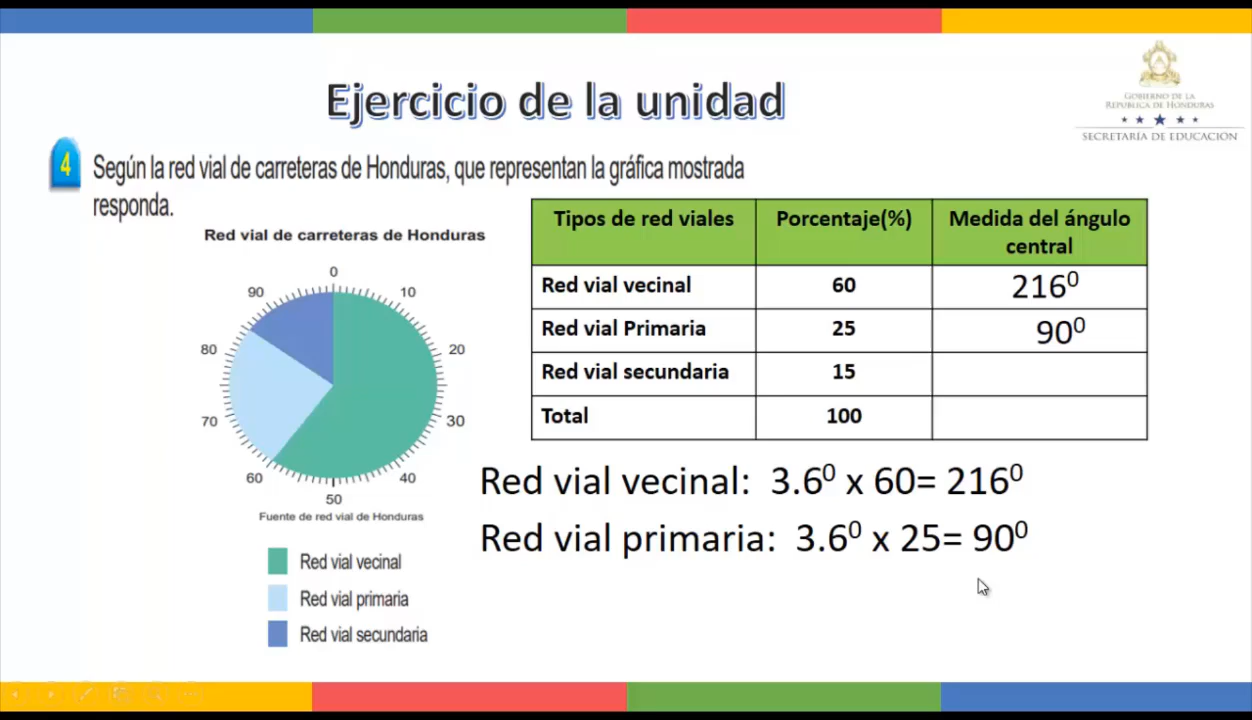 Ejercicio de la unidad
GOBIERNO DE LA
REPÚBLICA DE HONDURAS
SECRETARÍA DE EDUCACIÓN
4
Según la red vial de carreteras de Honduras, que representan la gráfica mostrada
responda.
Red vial de carreteras de Honduras
0
10
20
30
40
50
60
70
80
90
Fuente de red vial de Honduras
Red vial vecinal
Red vial primaria
Red vial secundaria
Tipos de red viales Porcentaje(%) Medida del ángulo
central
Red vial vecinal 60 216⁰
Red vial Primaria 25 90⁰
Red vial secundaria 15
Total 100
Red vial vecinal: 3.6⁰ x 60= 216⁰
Red vial primaria: 3.6⁰ x 25= 90⁰